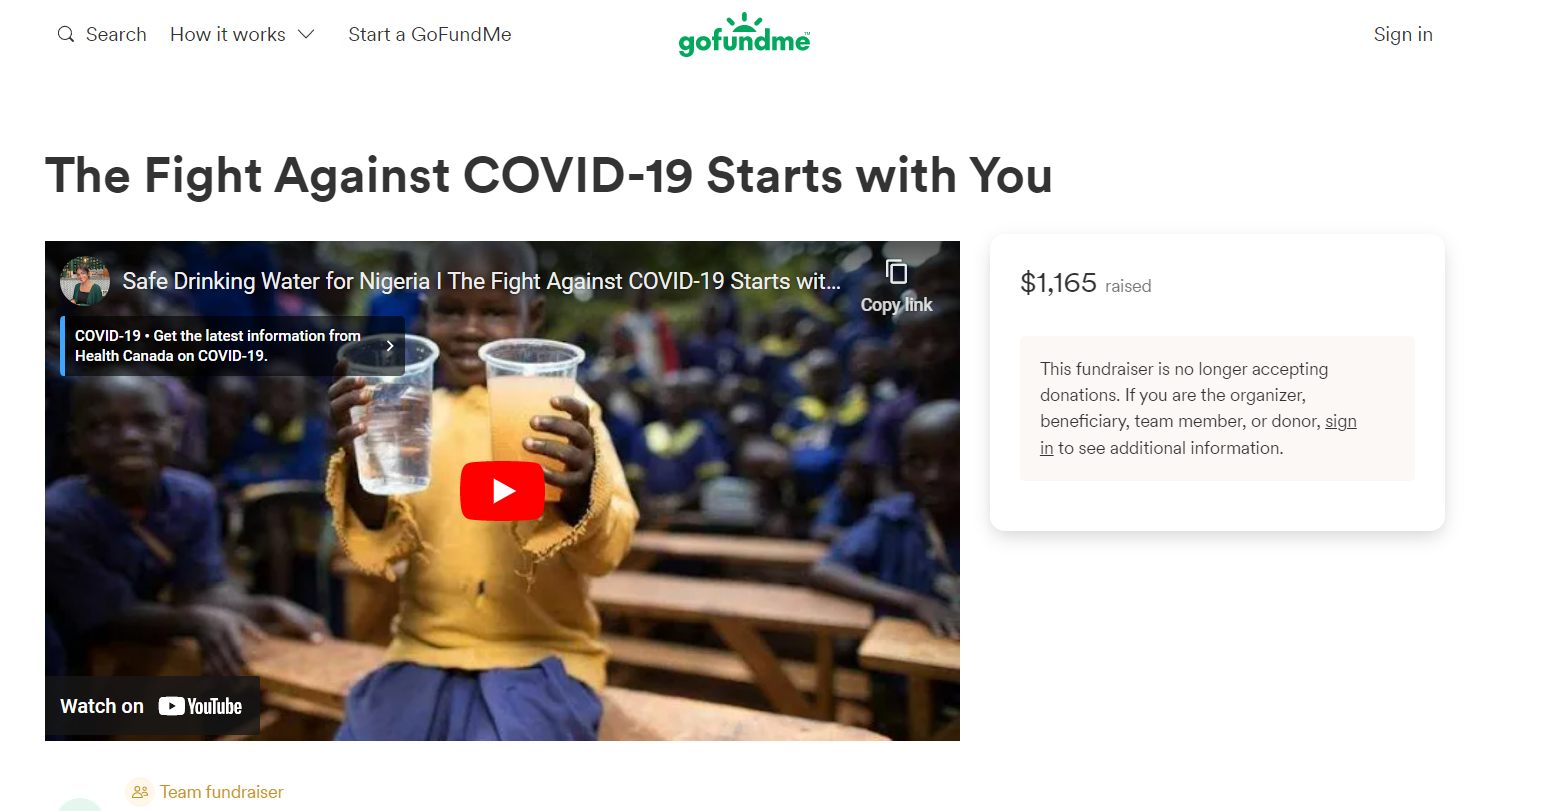 Search
How it works
Start a GoFundMe
gofundme™
Sign in
The Fight Against COVID-19 Starts with You
Safe Drinking Water for Nigeria I The Fight Against COVID-19 Starts wit...
Copy link
COVID-19 • Get the latest information from
Health Canada on COVID-19.
Watch on YouTube
$1,165 raised
This fundraiser is no longer accepting
donations. If you are the organizer,
beneficiary, team member, or donor, sign
in to see additional information.
Team fundraiser